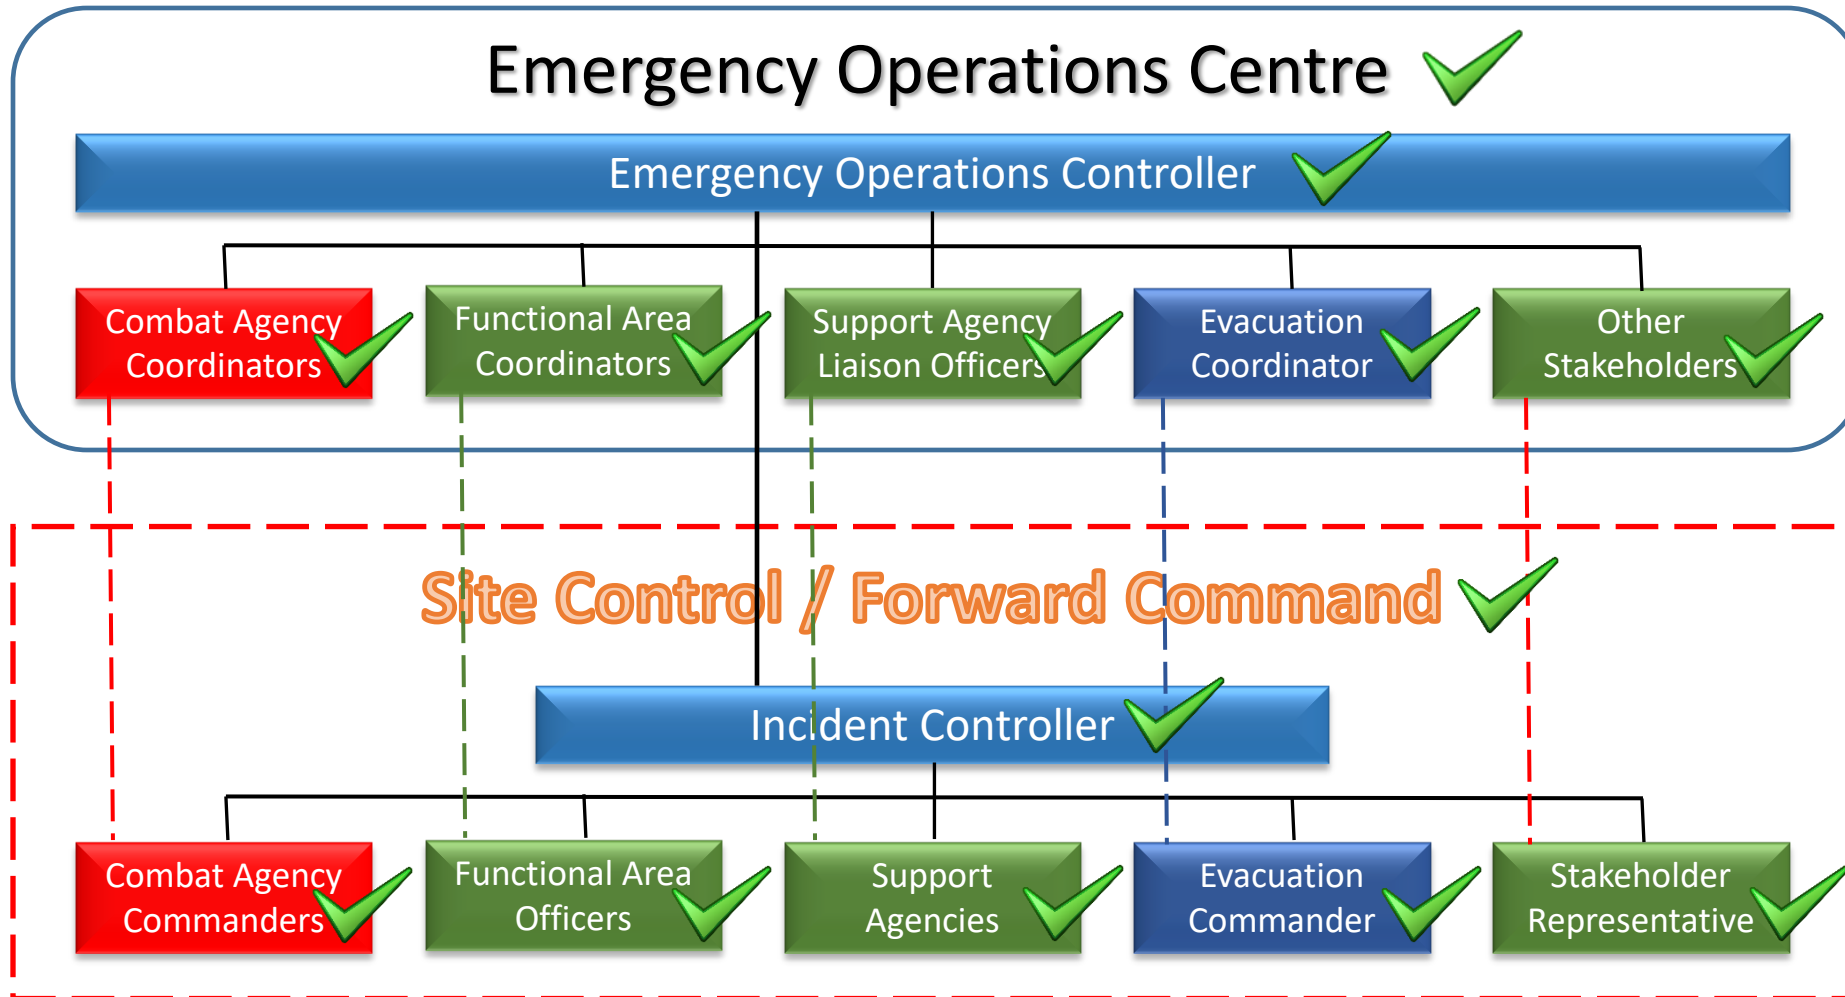 Emergency Operations Centre
Emergency Operations Controller
Combat Agency
Coordinators
Functional Area
Coordinators
Support Agency
Liaison Officers
Evacuation
Coordinator
Other
Stakeholders
Site Control / Forward Command
Incident Controller
Combat Agency
Commanders
Functional Area
Officers
Support
Agencies
Evacuation
Commander
Stakeholder
Representative